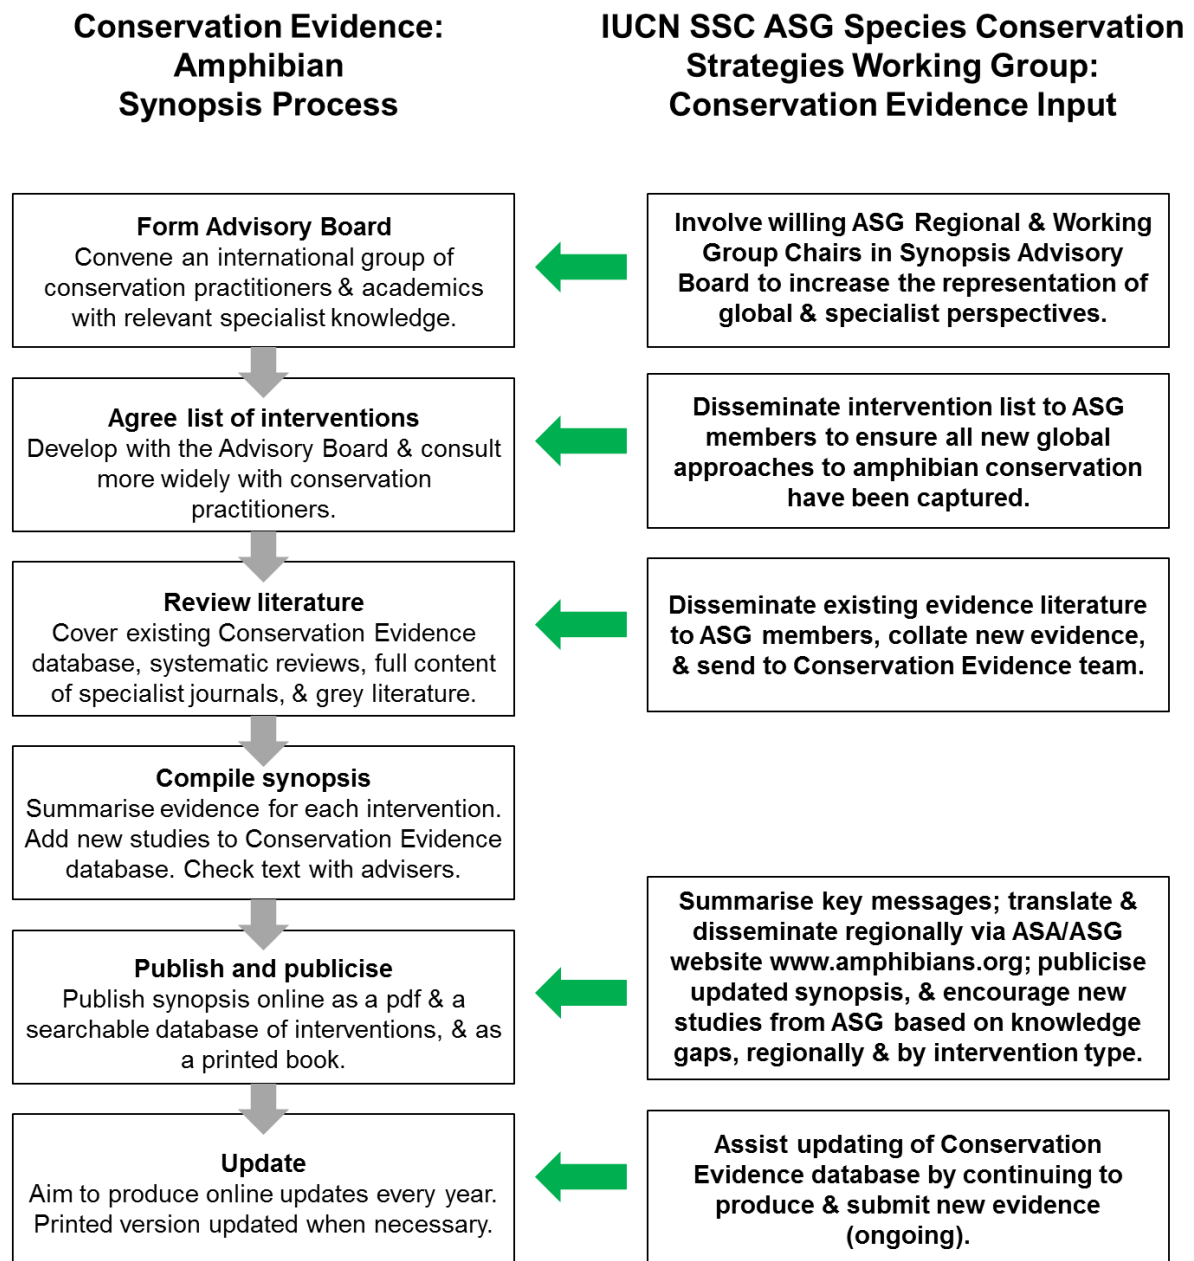 Conservation Evidence:
Amphibian
Synopsis Process
IUCN SSC ASG Species Conservation
Strategies Working Group:
Conservation Evidence Input
Form Advisory Board
Convene an international group of
conservation practitioners & academics
with relevant specialist knowledge.
Involve willing ASG Regional & Working
Group Chairs in Synopsis Advisory
Board to increase the representation of
global & specialist perspectives.
Agree list of interventions
Develop with the Advisory Board & consult
more widely with conservation
practitioners.
Disseminate intervention list to ASG
members to ensure all new global
approaches to amphibian conservation
have been captured.
Review literature
Cover existing Conservation Evidence
database, systematic reviews, full content
of specialist journals, & grey literature.
Disseminate existing evidence literature
to ASG members, collate new evidence,
& send to Conservation Evidence team.
Compile synopsis
Summarise evidence for each intervention.
Add new studies to Conservation Evidence
database. Check text with advisers.
Publish and publicise
Publish synopsis online as a pdf & a
searchable database of interventions, & as
a printed book.
Summarise key messages; translate &
disseminate regionally via ASA/ASG
website www.amphibians.org; publicise
updated synopsis, & encourage new
studies from ASG based on knowledge
gaps, regionally & by intervention type.
Update
Aim to produce online updates every year.
Printed version updated when necessary.
Assist updating of Conservation
Evidence database by continuing to
produce & submit new evidence
(ongoing).